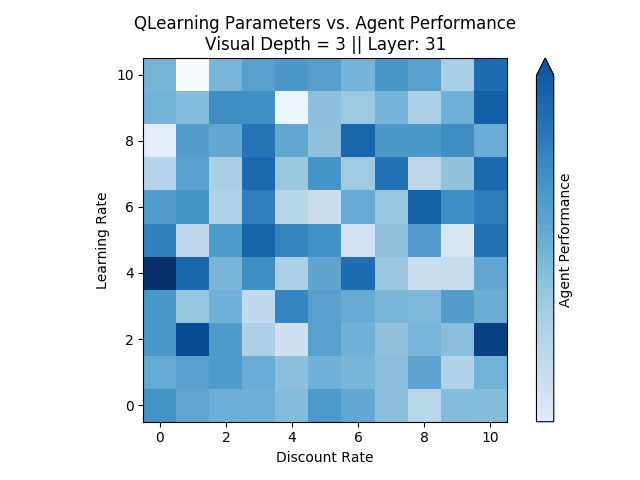 QLearning Parameters vs. Agent Performance
Visual Depth = 3 || Layer: 31
10
8
6
4
2
0
Learning Rate
0 2 4 6 8 10
Discount Rate
Agent Performance